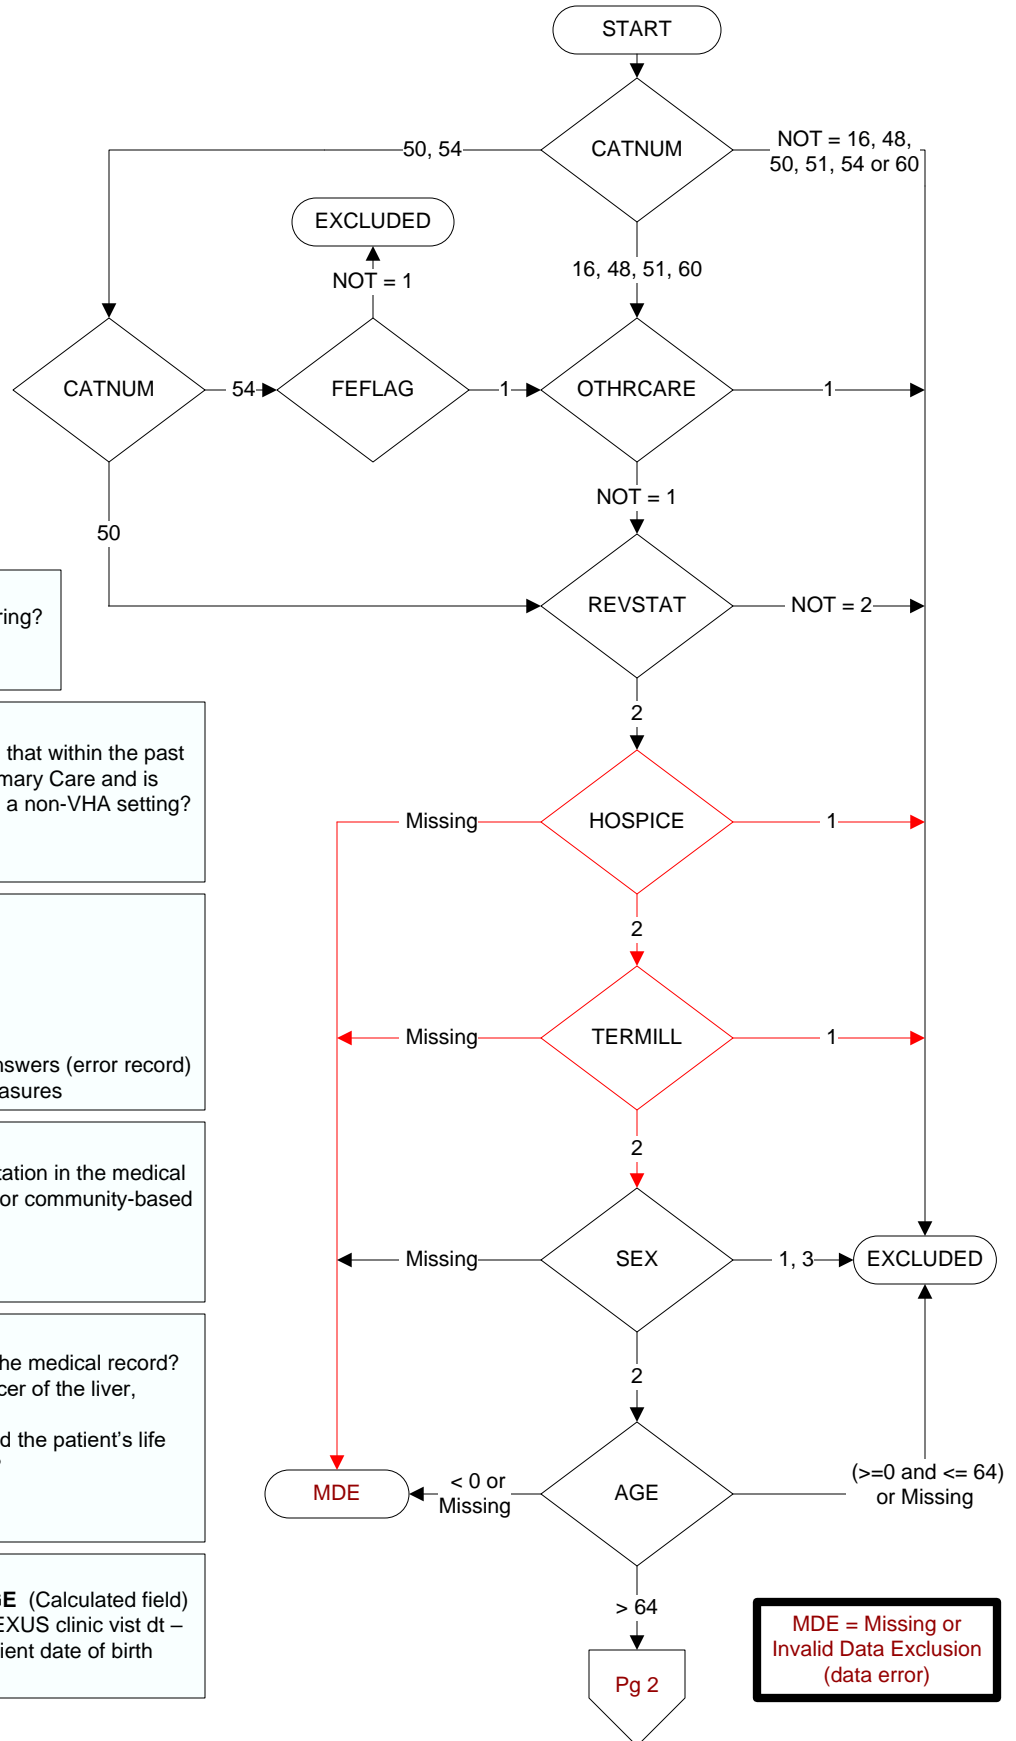 START
CATNUM
50, 54
NOT = 16, 48,
50, 51, 54 or 60
EXCLUDED
NOT = 1
16, 48, 51, 60
CATNUM
54
FEFLAG
1
OTHRCARE
1
NOT = 1
50
REVSTAT
NOT = 2
ring?
2
that within the past
mary Care and is
a non-VHA setting?
Missing
HOSPICE
1
2
Missing
TERMILL
1
nswers (error record)
asures
2
tation in the medical
or community-based
Missing
SEX
1, 3
EXCLUDED
2
he medical record?
cer of the liver,
d the patient's life
MDE
< 0 or
Missing
AGE
(>=0 and <= 64)
or Missing
GE (Calculated field)
EXUS clinic vist dt –
ient date of birth
> 64
Pg 2
MDE = Missing or
Invalid Data Exclusion
(data error)